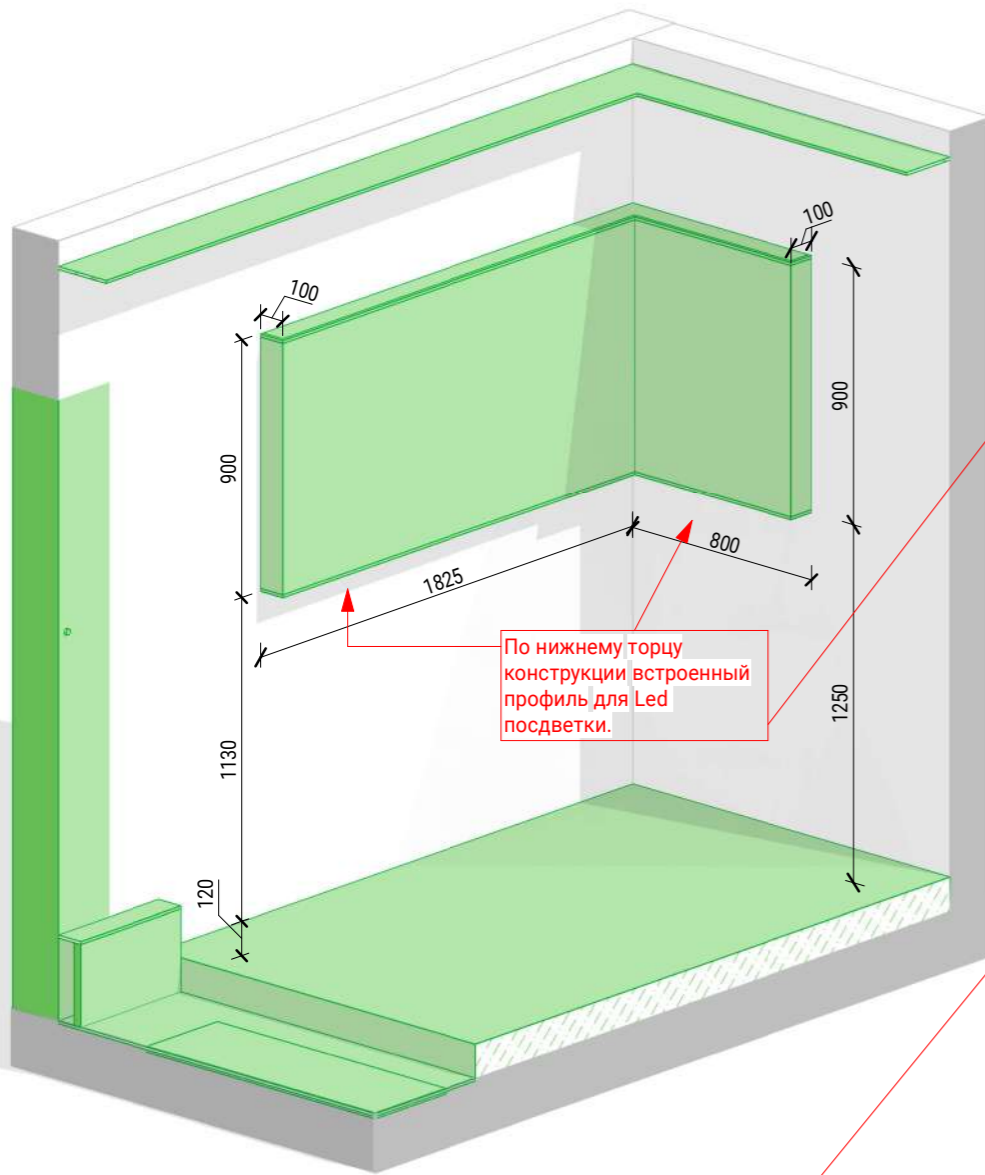 100
100
900
900
1825
800
По нижнему торцу
конструкции встроенный
профиль для Led
посдветки.
1250
1130
120